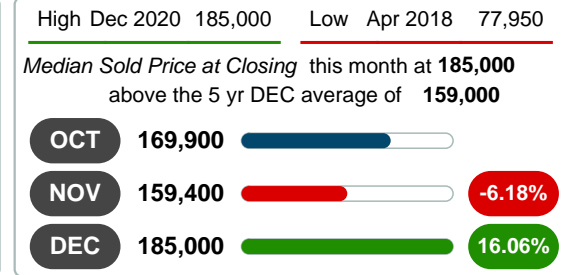 High Dec 2020 185,000 Low Apr 2018 77,950
Median Sold Price at Closing this month at 185,000
above the 5 yr DEC average of 159,000
OCT 169,900
NOV 159,400 -6.18%
DEC 185,000 16.06%